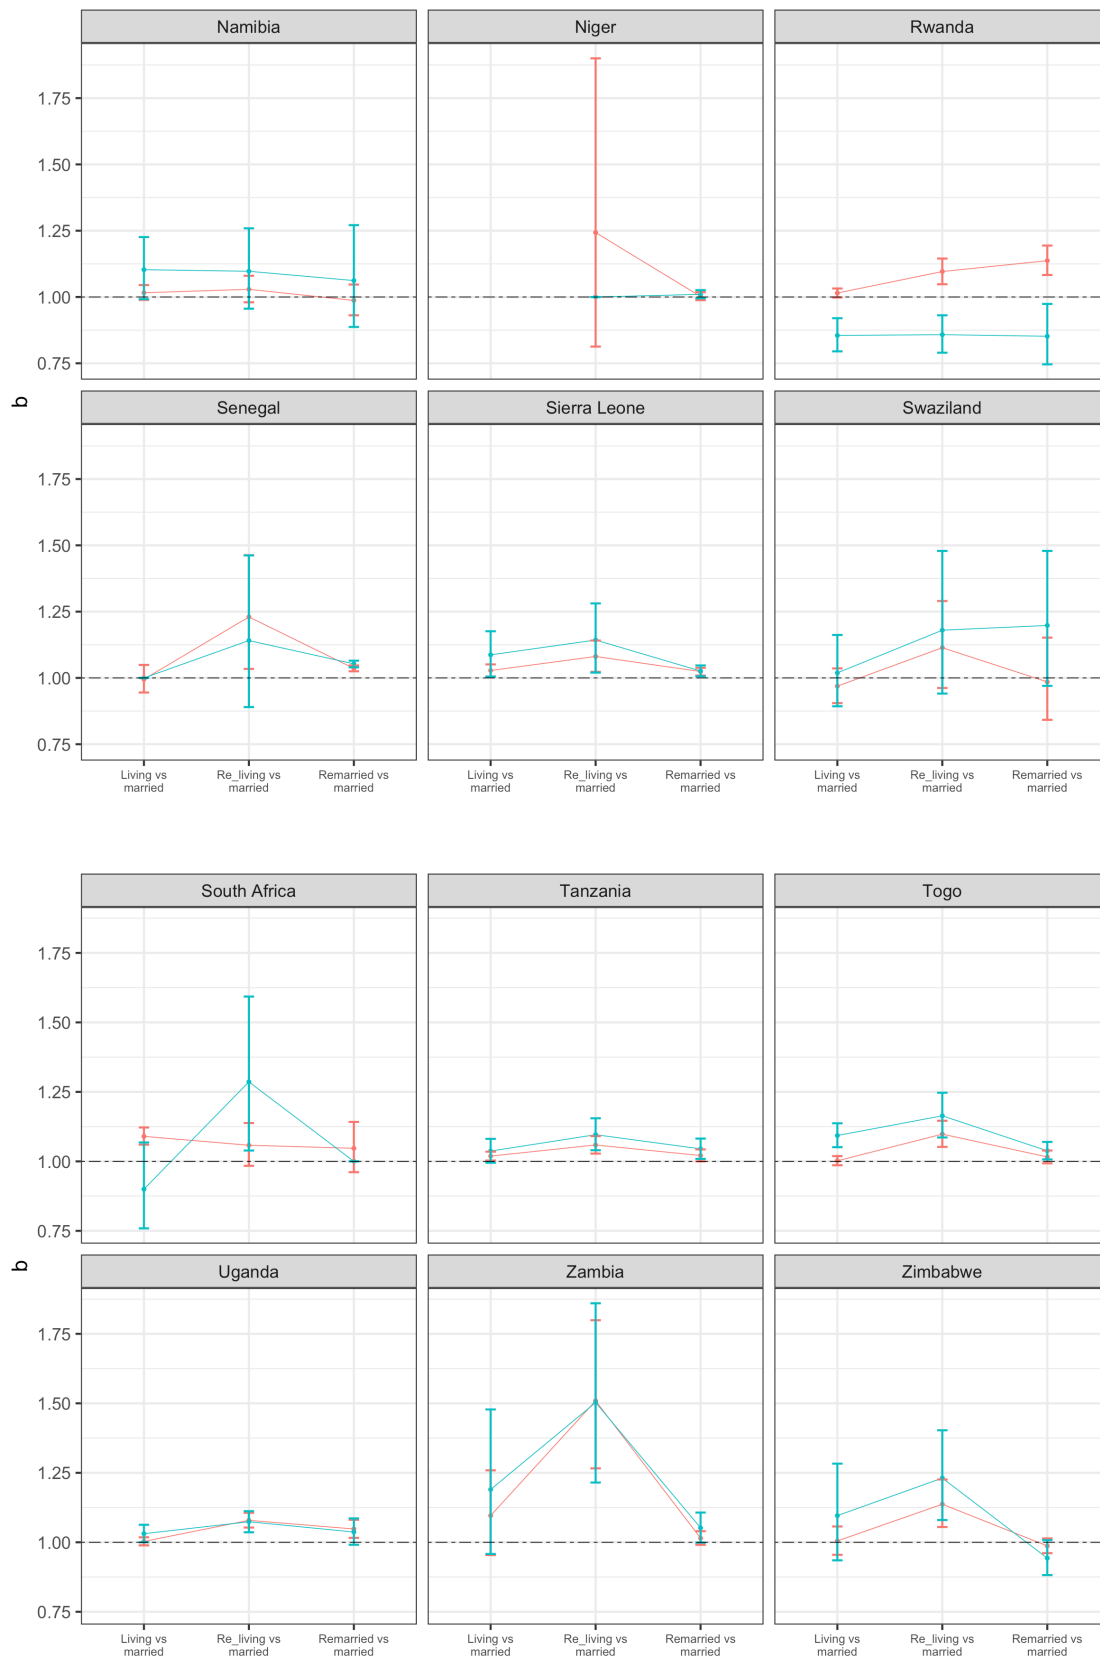 Namibia
Niger
Rwanda
1.75
1.50
1.25
1.00
0.75
b
Senegal
Sierra Leone
Swaziland
1.75
1.50
1.25
1.00
0.75
Living vs
married
Re_living vs
married
Remarried vs
married
Living vs
married
Re_living vs
married
Remarried vs
married
Living vs
married
Re_living vs
married
Remarried vs
married
South Africa
Tanzania
Togo
1.75
1.50
1.25
1.00
0.75
b
Uganda
Zambia
Zimbabwe
1.75
1.50
1.25
1.00
0.75
Living vs
married
Re_living vs
married
Remarried vs
married
Living vs
married
Re_living vs
married
Remarried vs
married
Living vs
married
Re_living vs
married
Remarried vs
married